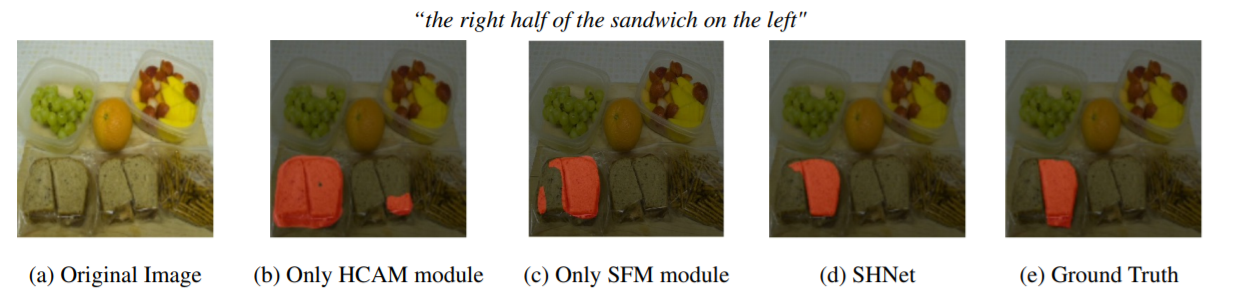 “the right half of the sandwich on the left"
(a) Original Image (b) Only HCAM module (c) Only SFM module (d) SHNet (e) Ground Truth